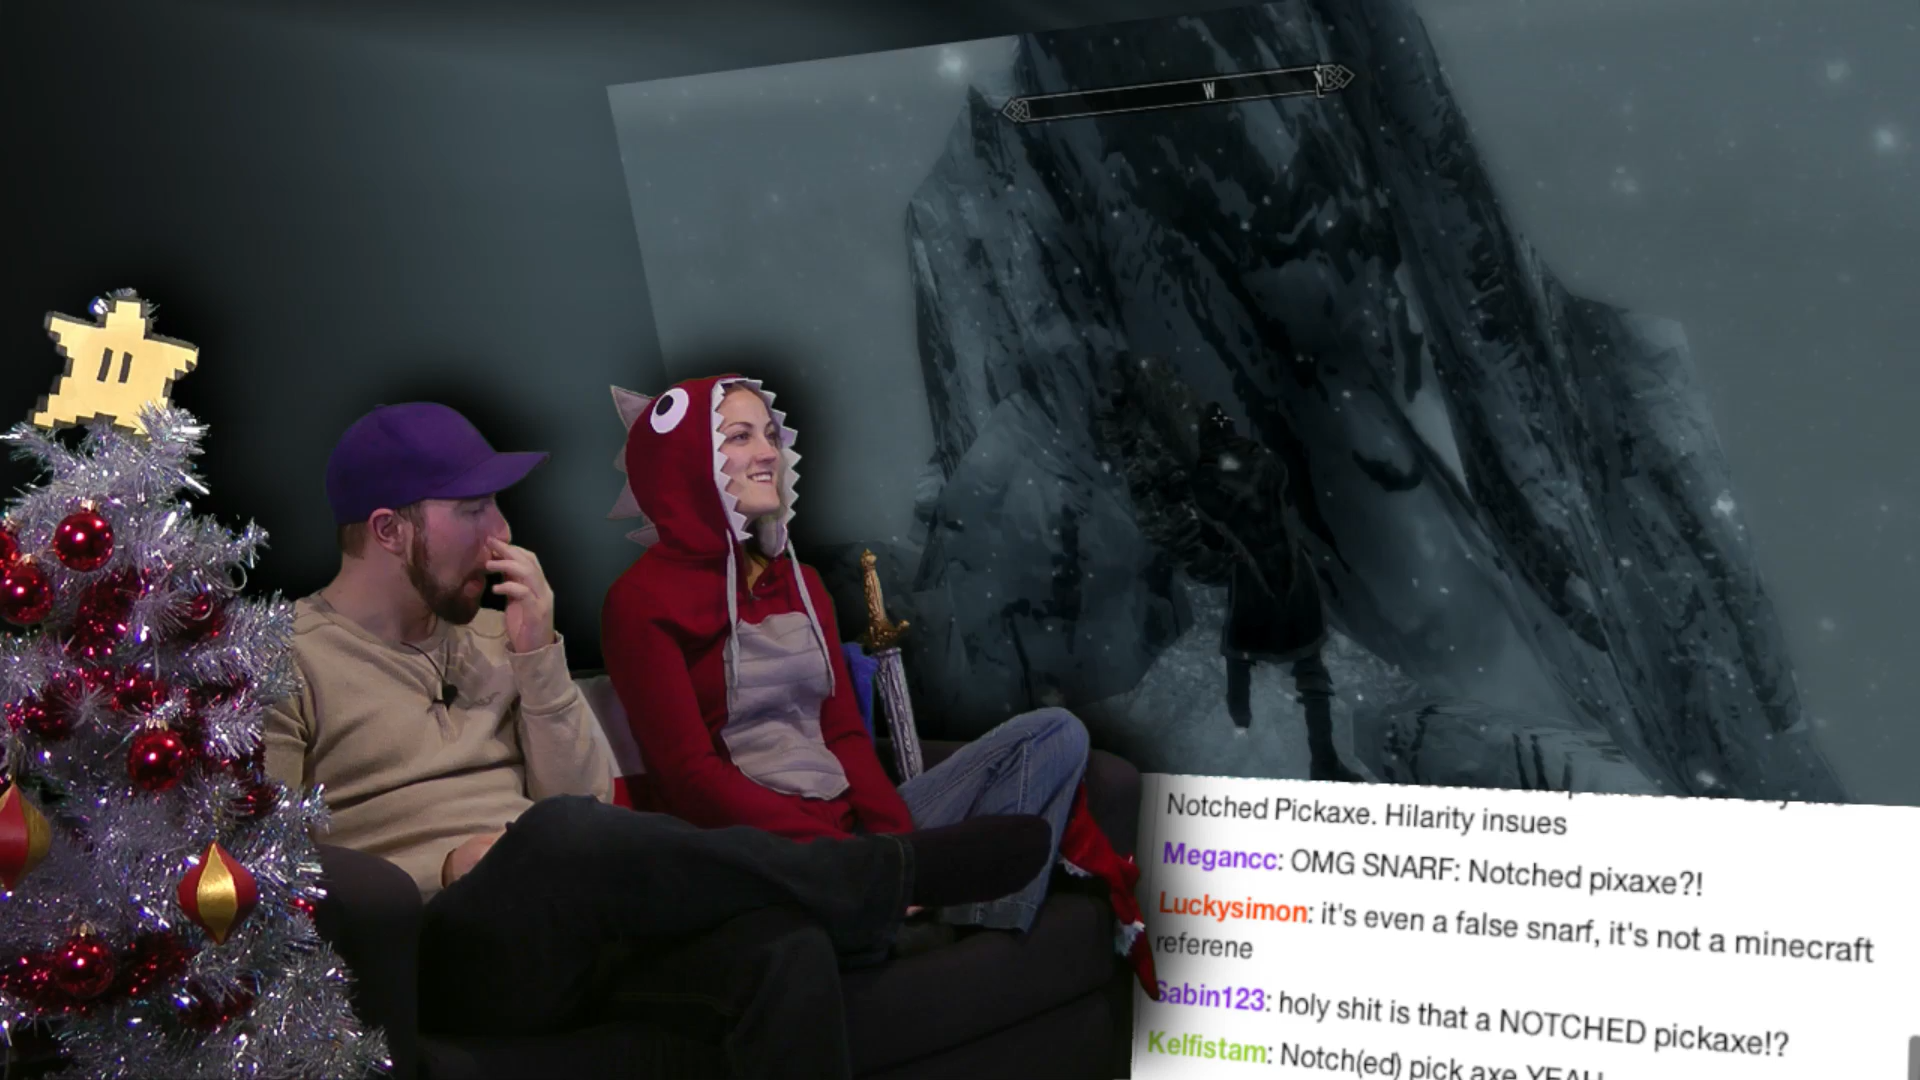 W
Notched Pickaxe. Hilarity insues
Megancc: OMG SNARF: Notched pixaxe?!
Luckysimon: it's even a false snarf, it's not a minecraft
referene
Sabin123: holy shit is that a NOTCHED pickaxe!?
Kelfistam: Notch(ed) pick axe YEAH